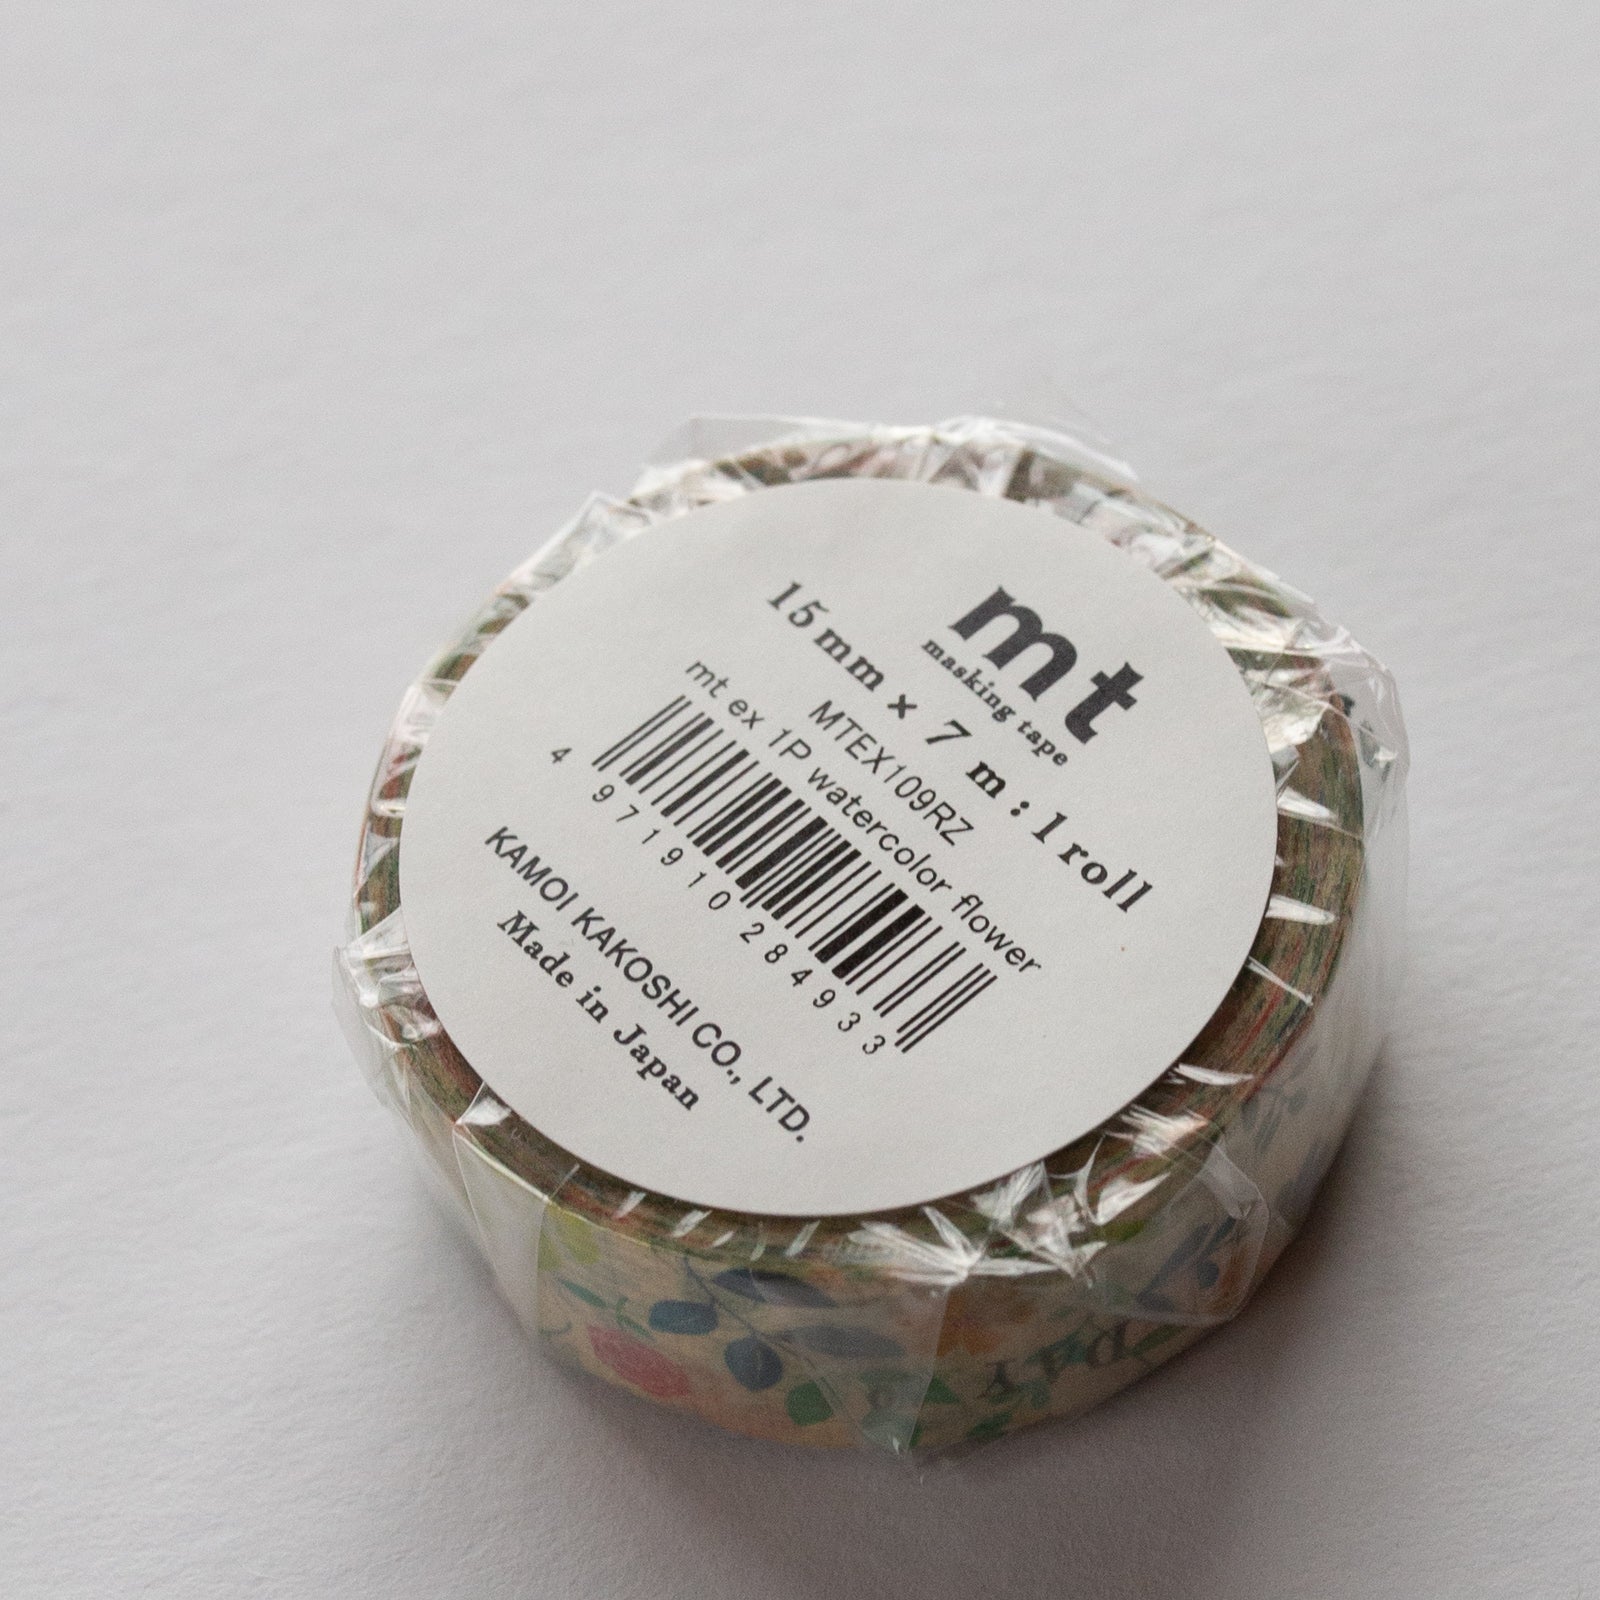 mt
masking tape
15 mm × 7 m : 1 roll
MTEX109RZ
mt ex 1P watercolor flower
4 971910 284933
KAMOI KAKOSHI CO., LTD.
Made in Japan
DAY